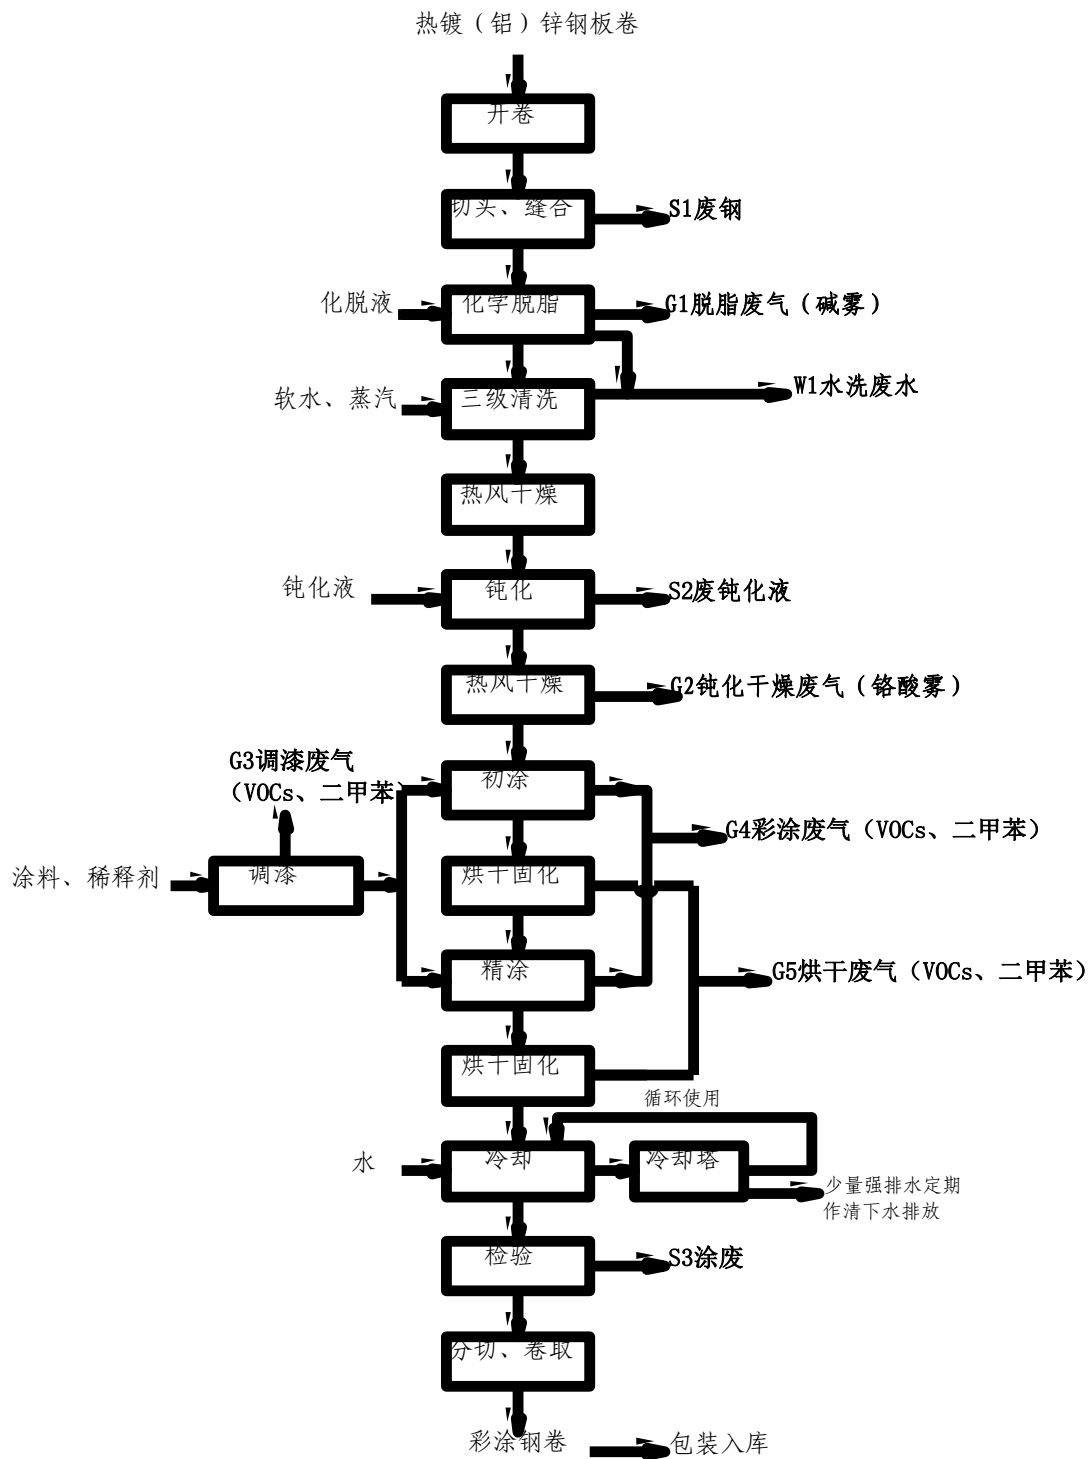 热镀（铝）锌钢板卷
开卷
切头、缝合
S1废钢
化脱液
化学脱脂
G1脱脂废气（碱雾）
软水、蒸汽
三级清洗
W1水洗废水
热风干燥
钝化液
钝化
S2废钝化液
热风干燥
G2钝化干燥废气（铬酸雾）
G3调漆废气
（VOCs、二甲苯）
初涂
G4彩涂废气（VOCs、二甲苯）
涂料、稀释剂
调漆
烘干固化
精涂
G5烘干废气（VOCs、二甲苯）
烘干固化
循环使用
水
冷却
冷却塔
少量强排水定期
作清下水排放
检验
S3涂废
分切、卷取
彩涂钢卷
包装入库